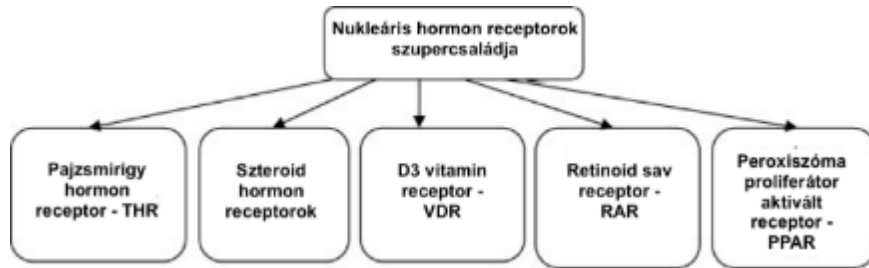 Nukleáris hormon receptorok
szupercsaládja
Pajzsmirigy
hormon
receptor - THR
Szteroid
hormon
receptorok
D3 vitamin
receptor -
VDR
Retinoid sav
receptor -
RAR
Peroxiszóma
proliferátor
aktivált
receptor -
PPAR